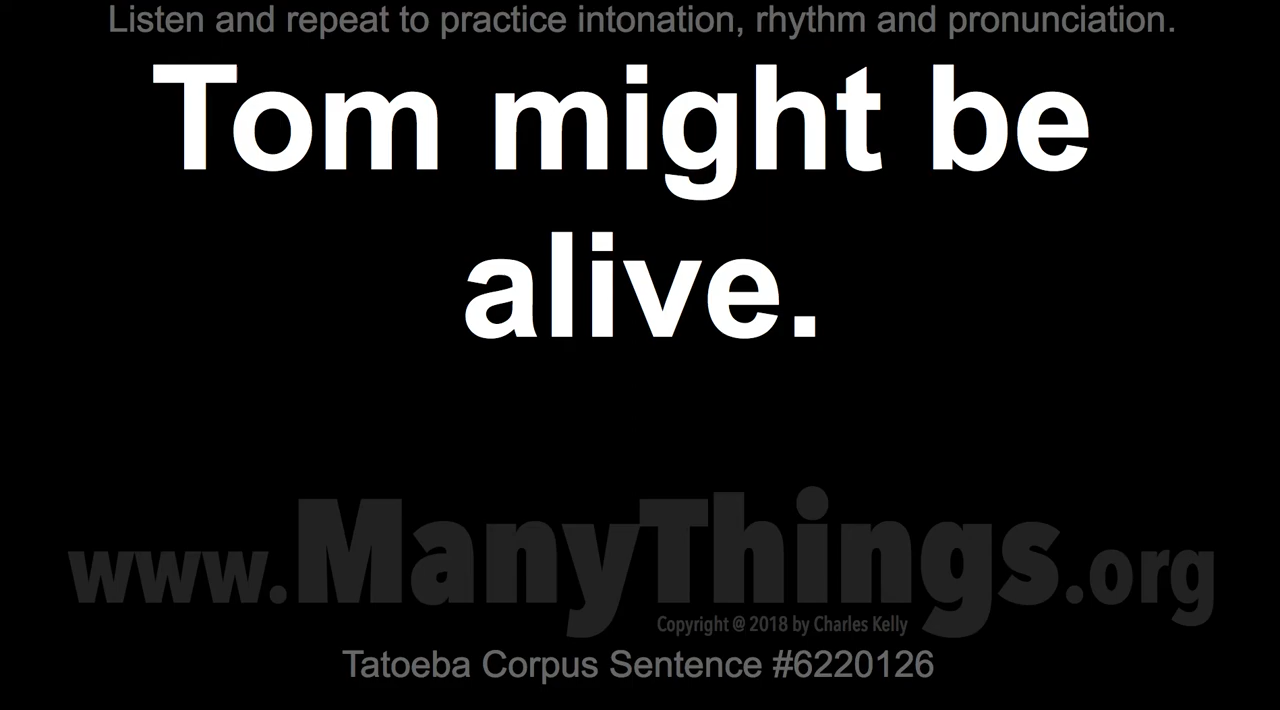 Listen and repeat to practice intonation, rhythm and pronunciation.
Tom might be
alive.
www.ManyThings.org
Copyright @ 2018 by Charles Kelly
Tatoeba Corpus Sentence #6220126